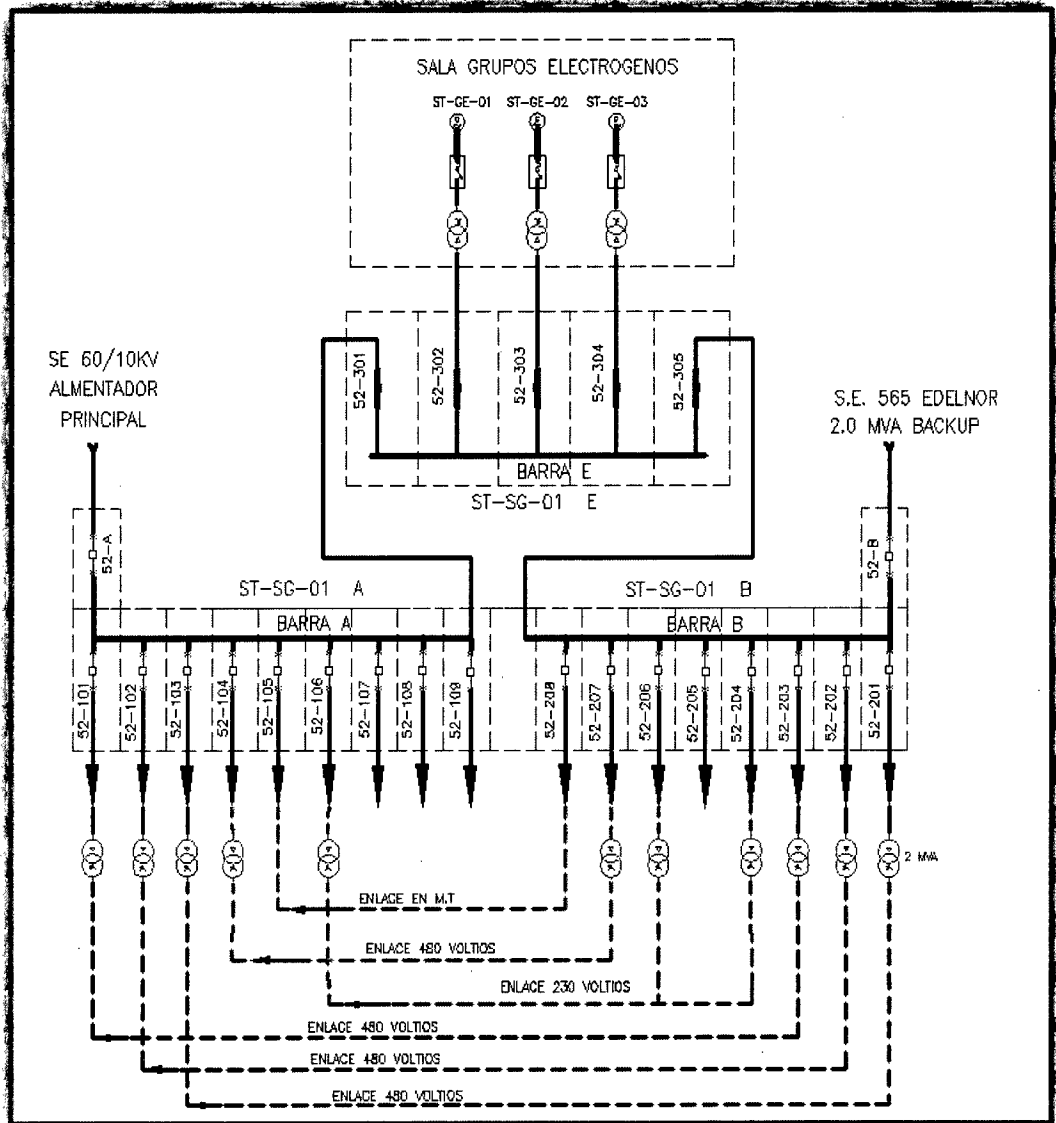 SALA GRUPOS ELECTROGENOS
ST-GE-01 ST-GE-02 ST-GE-03
52-301
52-302
52-303
52-304
52-305
BARRA E
ST-SG-01 E
SE 60/10KV
ALMENTADOR
PRINCIPAL
S.E. 565 EDELNOR
2.0 MVA BACKUP
52-A
52-B
ST-SG-01 A
ST-SG-01 B
BARRA A
BARRA B
52-101
52-102
52-103
52-104
52-105
52-106
52-107
52-108
52-109
52-208
52-207
52-206
52-205
52-204
52-203
52-202
52-201
2 MVA
ENLACE EN M.T
ENLACE 480 VOLTIOS
ENLACE 230 VOLTIOS
ENLACE 480 VOLTIOS
ENLACE 480 VOLTIOS
ENLACE 480 VOLTIOS